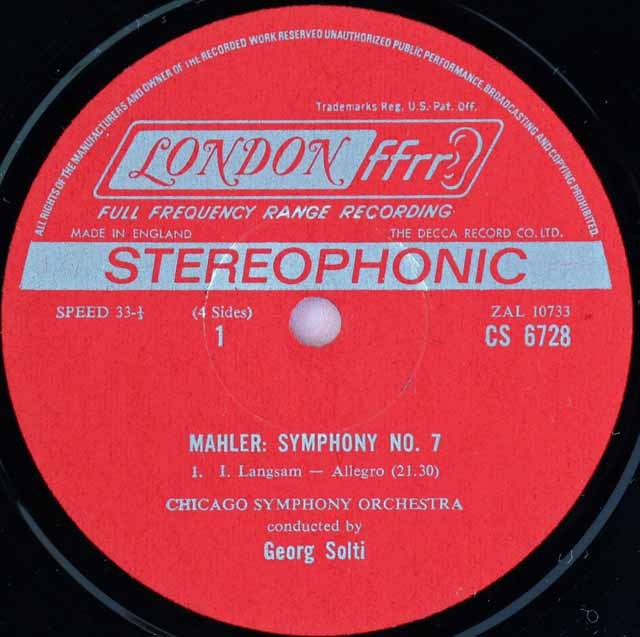 ALL RIGHTS OF THE MANUFACTURERS AND OWNER OF THE RECORDED WORK RESERVED UNAUTHORIZED PUBLIC PERFORMANCE, BROADCASTING AND COPYING PROHIBITED.
Trademarks Reg. U.S. Pat. Off.
LONDON ffrr
FULL FREQUENCY RANGE RECORDING
MADE IN ENGLAND THE DECCA RECORD CO. LTD.
STEREOPHONIC
SPEED 33-⅓ (4 Sides) ZAL 10733
1 CS 6728
MAHLER: SYMPHONY NO. 7
1. I. Langsam — Allegro (21.30)
CHICAGO SYMPHONY ORCHESTRA
conducted by
Georg Solti